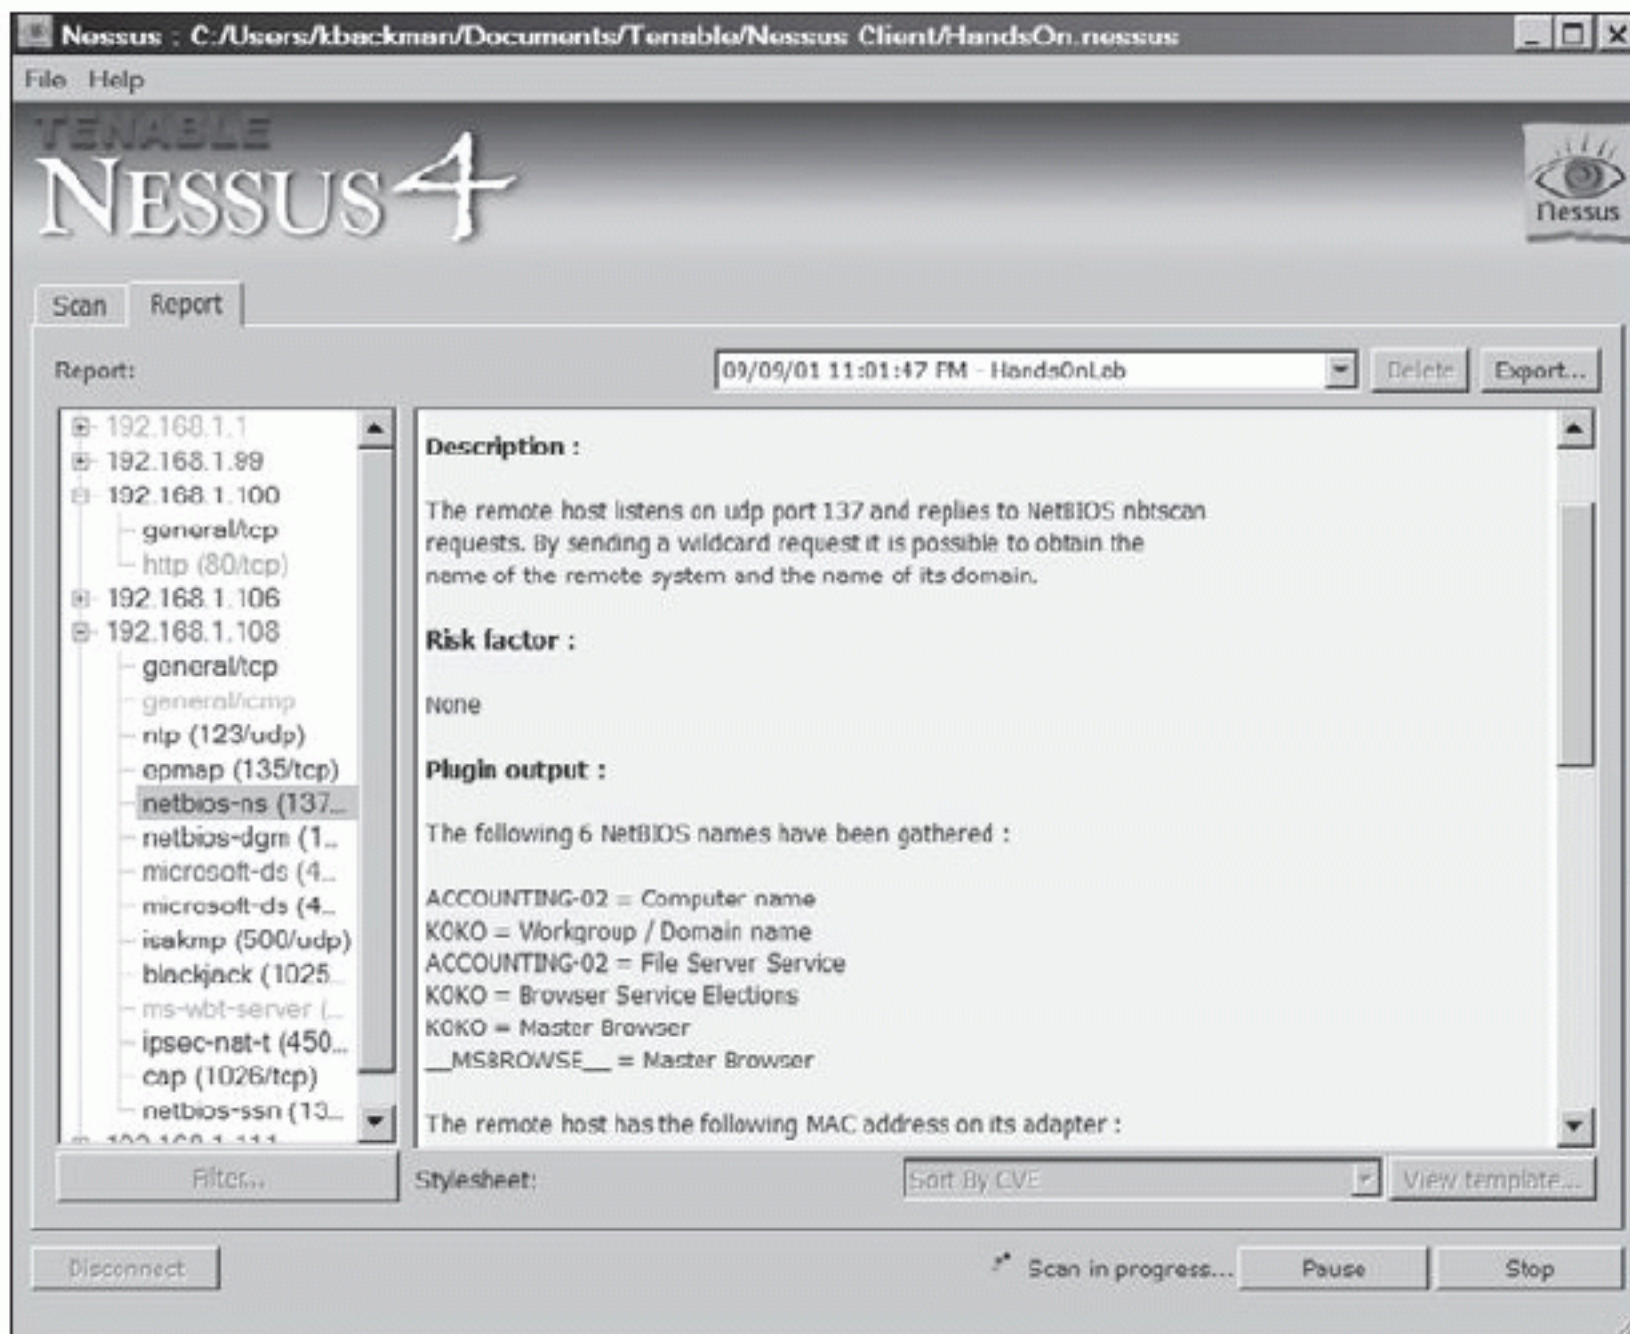 Nessus : C:/Users/kbackman/Documents/Tenable/Nessus Client/HandsOn.nessus
File Help
TENABLE
NESSUS 4
Nessus
Scan Report
Report:
09/09/01 11:01:47 PM - HandsOnLab
Delete
Export...
192.168.1.1
192.168.1.99
192.168.1.100
general/tcp
http (80/tcp)
192.168.1.106
192.168.1.108
general/tcp
general/icmp
ntp (123/udp)
epmap (135/tcp)
netbios-ns (137...
netbios-dgm (1...
microsoft-ds (4...
microsoft-ds (4...
isakmp (500/udp)
blackjack (1025...
ms-wbt-server (...
ipsec-nat-t (450...
cap (1026/tcp)
netbios-ssn (13...
192.168.1.111
Description :
The remote host listens on udp port 137 and replies to NetBIOS nbtscan
requests. By sending a wildcard request it is possible to obtain the
name of the remote system and the name of its domain.
Risk factor :
None
Plugin output :
The following 6 NetBIOS names have been gathered :
ACCOUNTING-02 = Computer name
KOKO = Workgroup / Domain name
ACCOUNTING-02 = File Server Service
KOKO = Browser Service Elections
KOKO = Master Browser
__MSBROWSE__ = Master Browser
The remote host has the following MAC address on its adapter :
Filter...
Stylesheet:
Sort By CVE
View template...
Disconnect
Scan in progress...
Pause
Stop